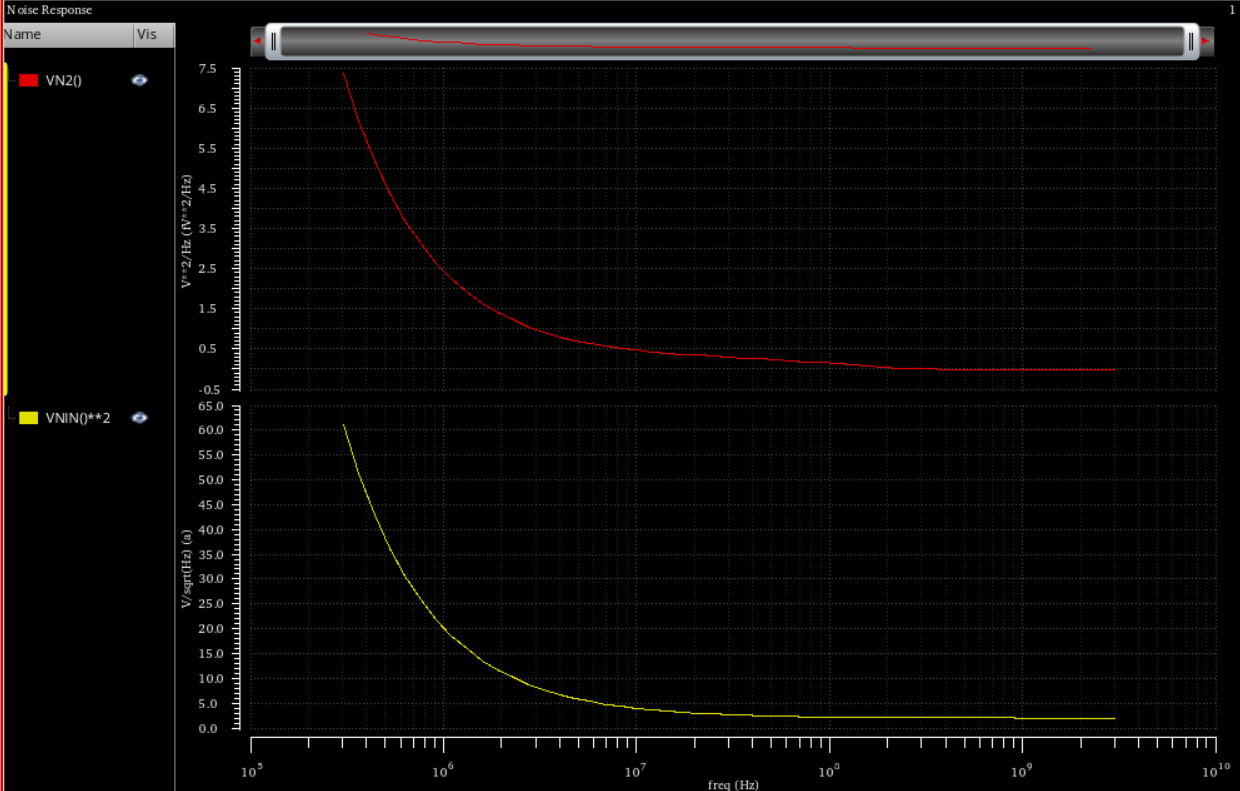 Noise Response 1
Name Vis
VN2()
VNIN()**2
V**2/Hz (fV**2/Hz)
7.5
6.5
5.5
4.5
3.5
2.5
1.5
0.5
-0.5
V/sqrt(Hz) (a)
65.0
60.0
55.0
50.0
45.0
40.0
35.0
30.0
25.0
20.0
15.0
10.0
5.0
0.0
10⁵ 10⁶ 10⁷ 10⁸ 10⁹ 10¹⁰
freq (Hz)